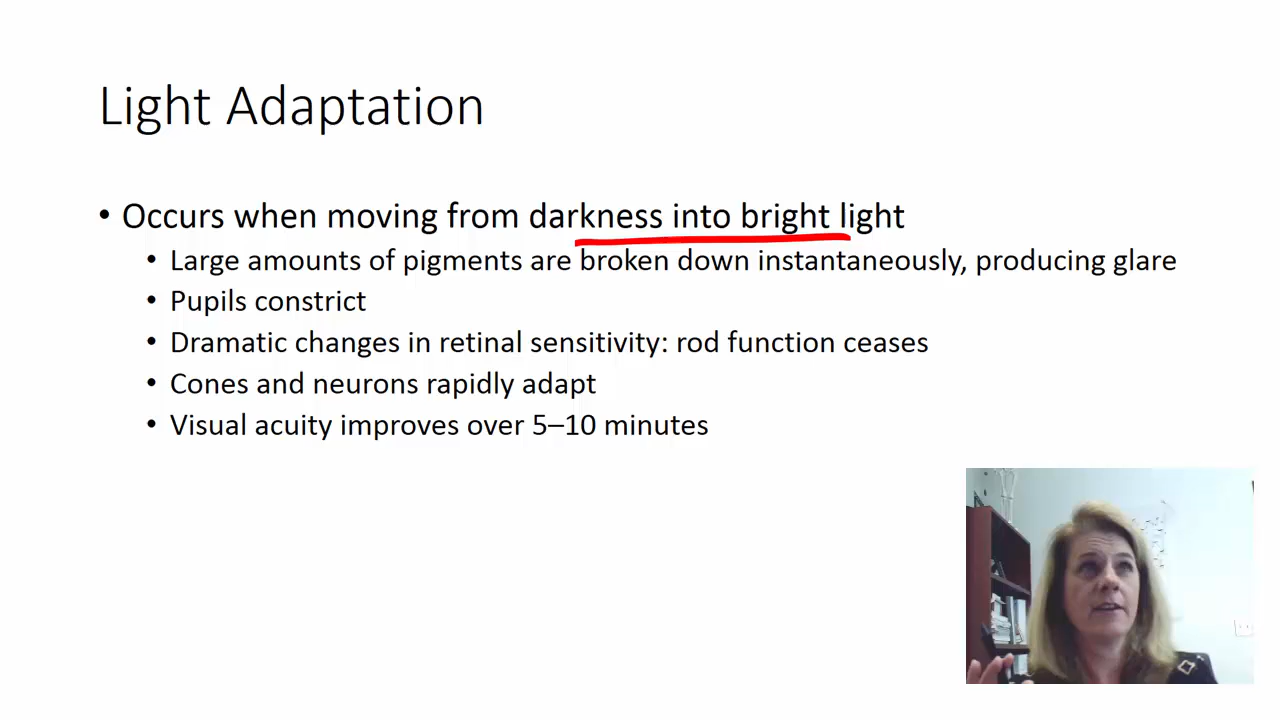 Light Adaptation
• Occurs when moving from darkness into bright light
• Large amounts of pigments are broken down instantaneously, producing glare
• Pupils constrict
• Dramatic changes in retinal sensitivity: rod function ceases
• Cones and neurons rapidly adapt
• Visual acuity improves over 5–10 minutes